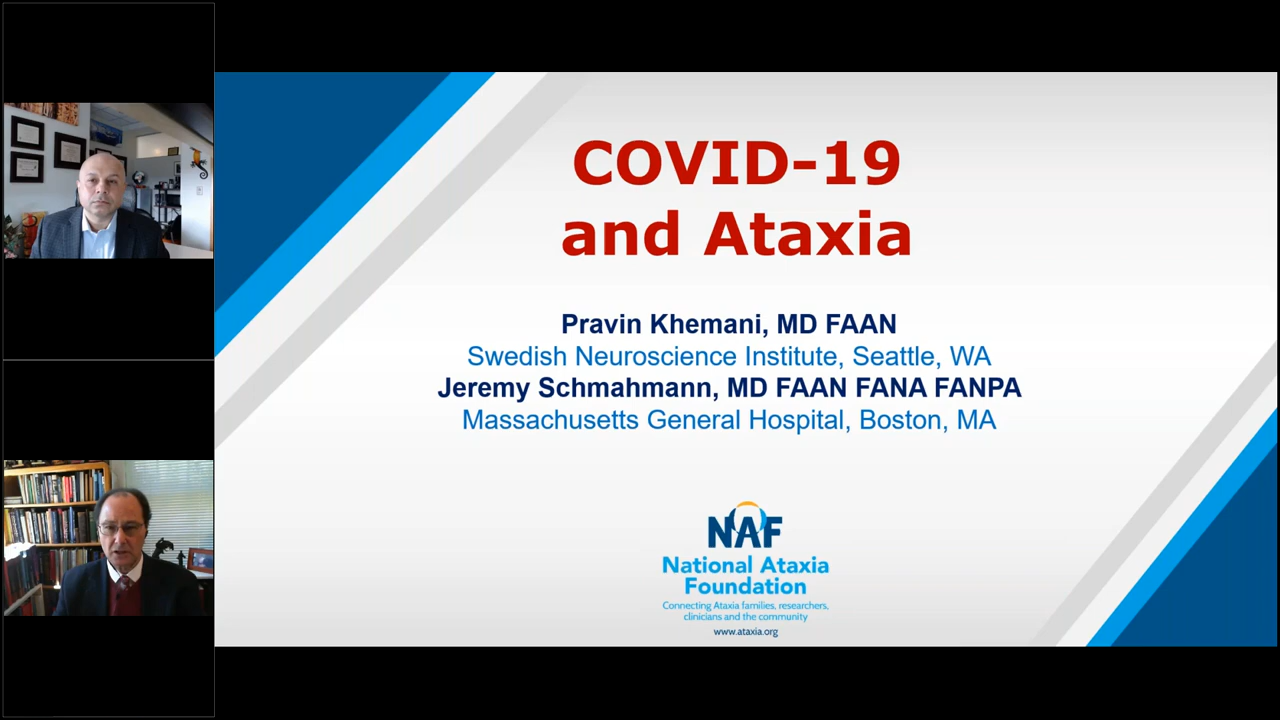 COVID-19
and Ataxia
Pravin Khemani, MD FAAN
Swedish Neuroscience Institute, Seattle, WA
Jeremy Schmahmann, MD FAAN FANA FANPA
Massachusetts General Hospital, Boston, MA
NAF
National Ataxia
Foundation
Connecting Ataxia families, researchers,
clinicians and the community
www.ataxia.org